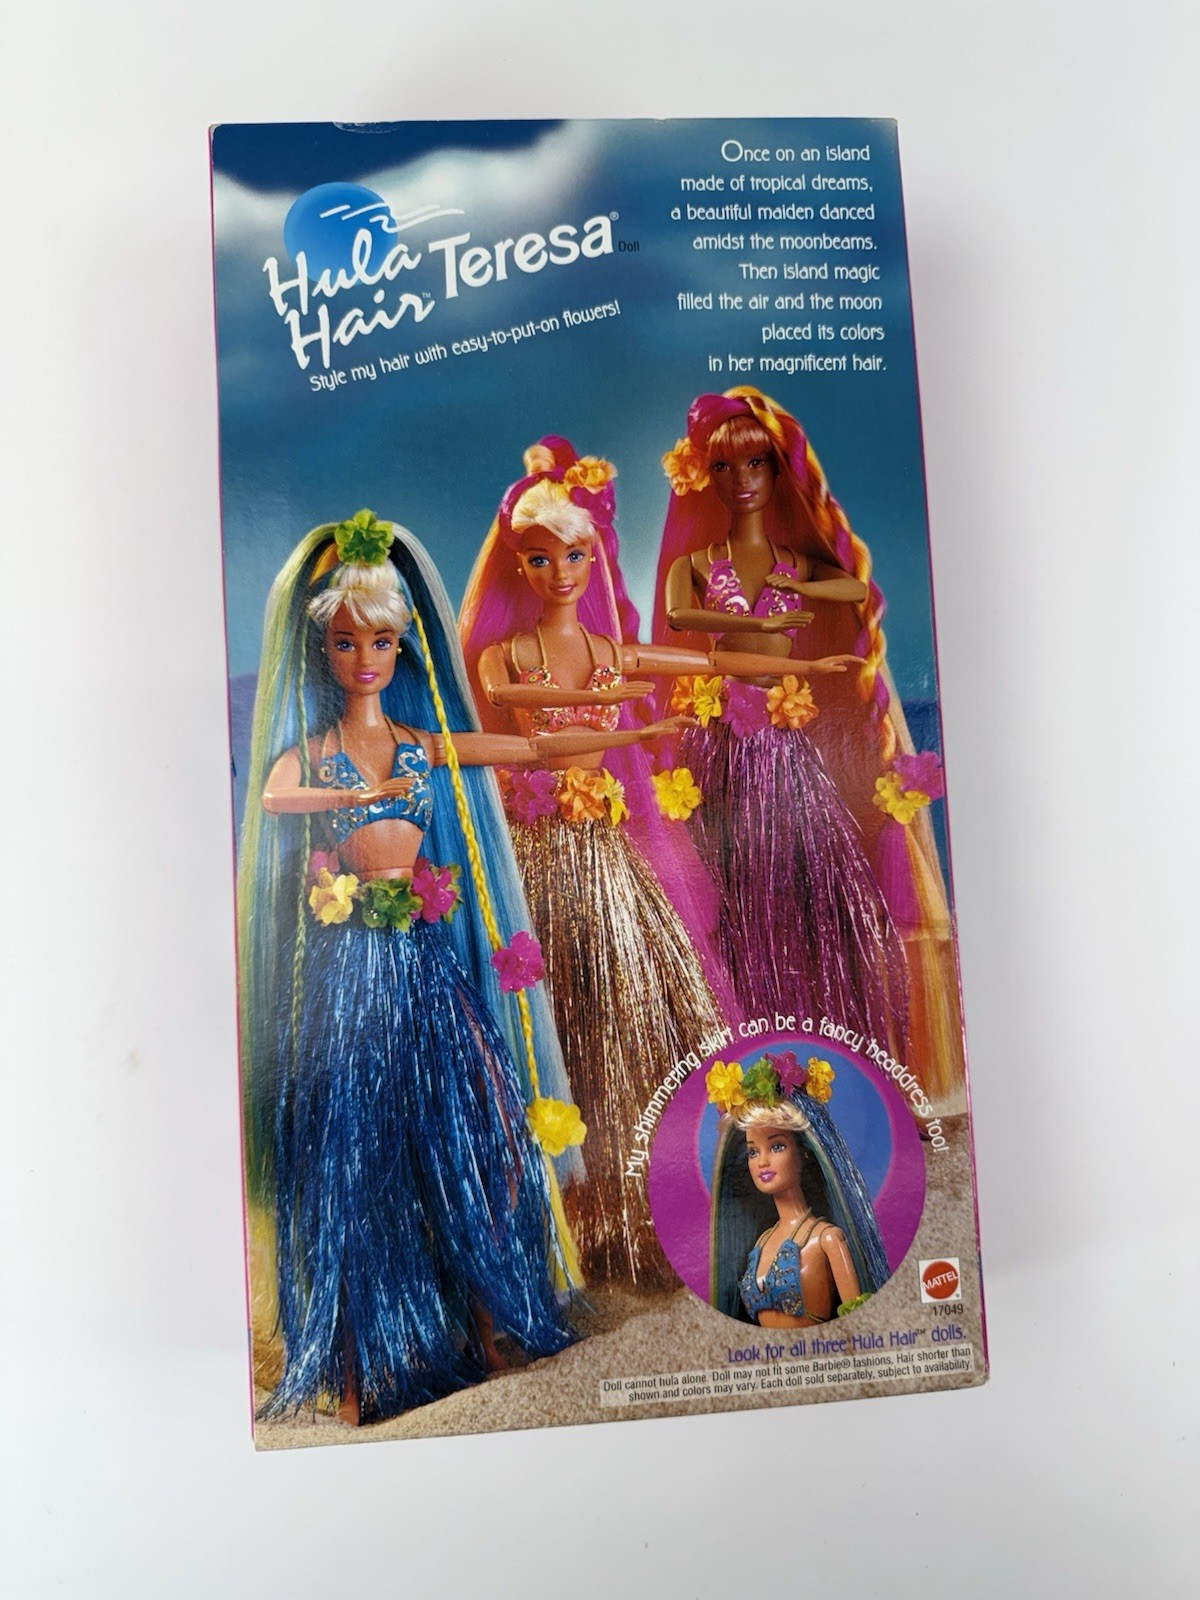 Hula
Hair™ Teresa® Doll
Style my hair with easy-to-put-on flowers!
Once on an island
made of tropical dreams,
a beautiful maiden danced
amidst the moonbeams.
Then island magic
filled the air and the moon
placed its colors
in her magnificent hair.
My shimmering skirt can be a fancy headdress too!
MATTEL
17049
Look for all three Hula Hair™ dolls.
Doll cannot hula alone. Doll may not fit some Barbie® fashions. Hair shorter than
shown and colors may vary. Each doll sold separately, subject to availability.